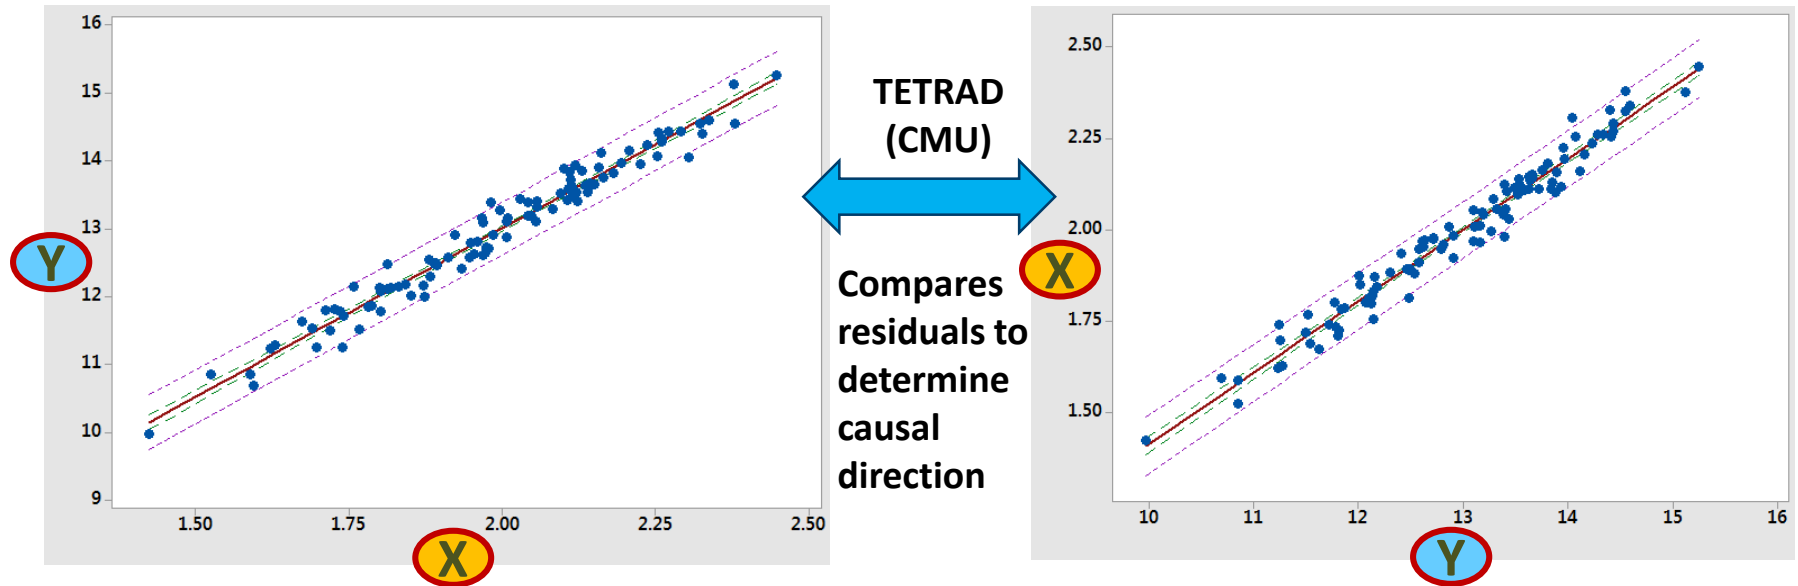 16
15
14
13
12
11
10
9
Y
1.50
1.75
2.00
2.25
2.50
X
TETRAD
(CMU)
Compares
residuals to
determine
causal
direction
2.50
2.25
2.00
1.75
1.50
X
10
11
12
13
14
15
16
Y